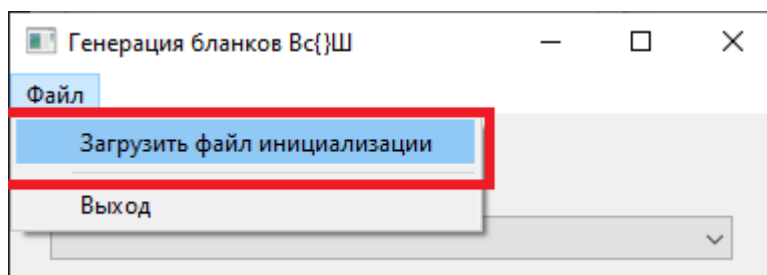 Генерация бланков Вс{}Ш
Файл
Загрузить файл инициализации
Выход